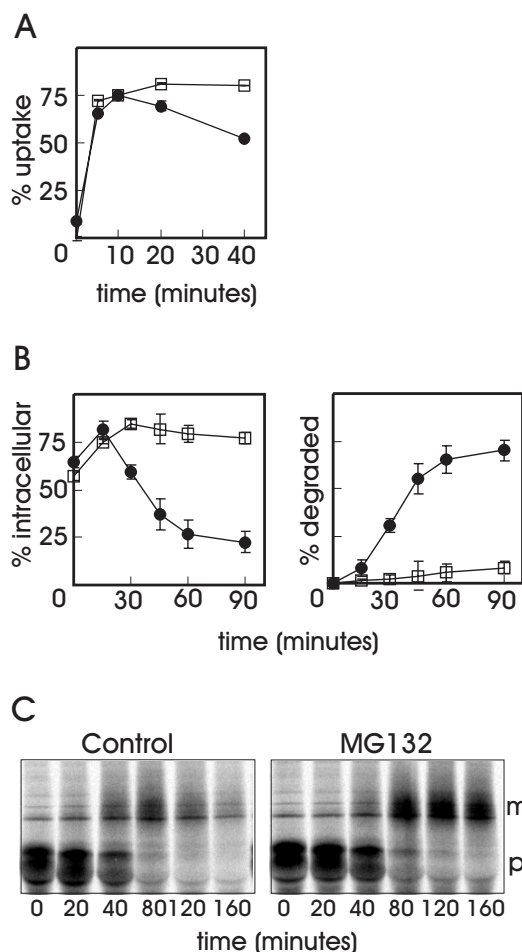 A
% uptake
75
50
25
0
10 20 30 40
time (minutes)
B
% intracellular
75
50
25
0 30 60 90
% degraded
0 30 60 90
time (minutes)
C
Control MG132
m
p
0 20 40 80 120 160 0 20 40 80 120 160
time (minutes)